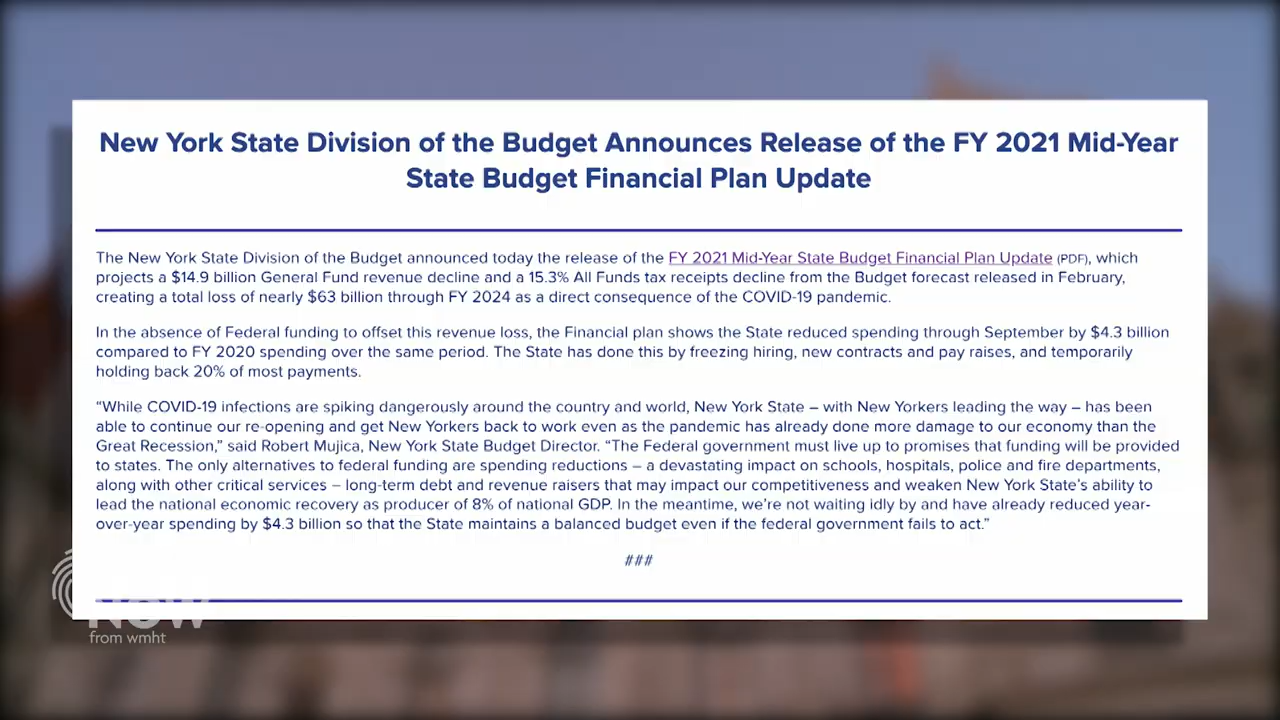 New York State Division of the Budget Announces Release of the FY 2021 Mid-Year
State Budget Financial Plan Update
The New York State Division of the Budget announced today the release of the FY 2021 Mid-Year State Budget Financial Plan Update (PDF), which
projects a $14.9 billion General Fund revenue decline and a 15.3% All Funds tax receipts decline from the Budget forecast released in February,
creating a total loss of nearly $63 billion through FY 2024 as a direct consequence of the COVID-19 pandemic.
In the absence of Federal funding to offset this revenue loss, the Financial plan shows the State reduced spending through September by $4.3 billion
compared to FY 2020 spending over the same period. The State has done this by freezing hiring, new contracts and pay raises, and temporarily
holding back 20% of most payments.
“While COVID-19 infections are spiking dangerously around the country and world, New York State – with New Yorkers leading the way – has been
able to continue our re-opening and get New Yorkers back to work even as the pandemic has already done more damage to our economy than the
Great Recession,” said Robert Mujica, New York State Budget Director. “The Federal government must live up to promises that funding will be provided
to states. The only alternatives to federal funding are spending reductions – a devastating impact on schools, hospitals, police and fire departments,
along with other critical services – long-term debt and revenue raisers that may impact our competitiveness and weaken New York State’s ability to
lead the national economic recovery as producer of 8% of national GDP. In the meantime, we’re not waiting idly by and have already reduced year-
over-year spending by $4.3 billion so that the State maintains a balanced budget even if the federal government fails to act.”
###
Now
from wmht